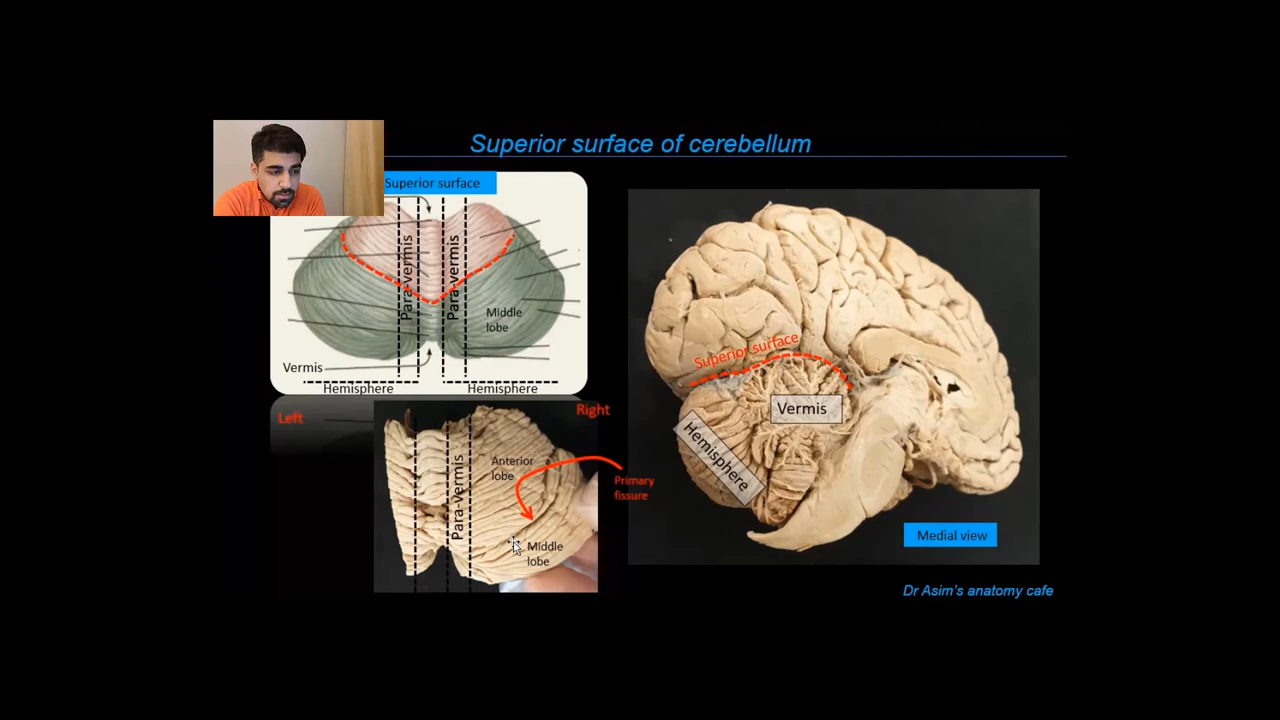 Superior surface of cerebellum
Superior surface
Para-vermis
Para-vermis
Middle
lobe
Vermis
Hemisphere
Hemisphere
Left
Right
Anterior
lobe
Para-vermis
Primary
fissure
Middle
lobe
Superior surface
Vermis
Hemisphere
Medial view
Dr Asim's anatomy cafe